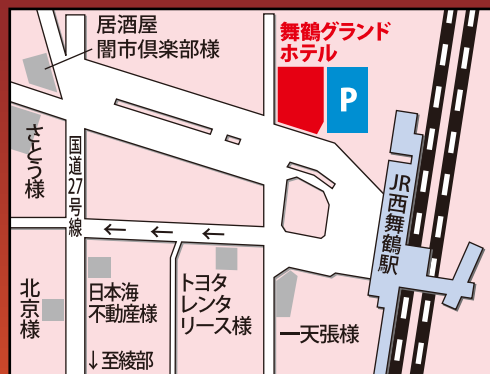 居酒屋
闇市倶楽部様
舞鶴グランド
ホテル
P
さとう様
国道27号線
JR西舞鶴駅
← ← ←
北京様
日本海
不動産様
↓至綾部
トヨタ
レンタ
リース様
一天張様